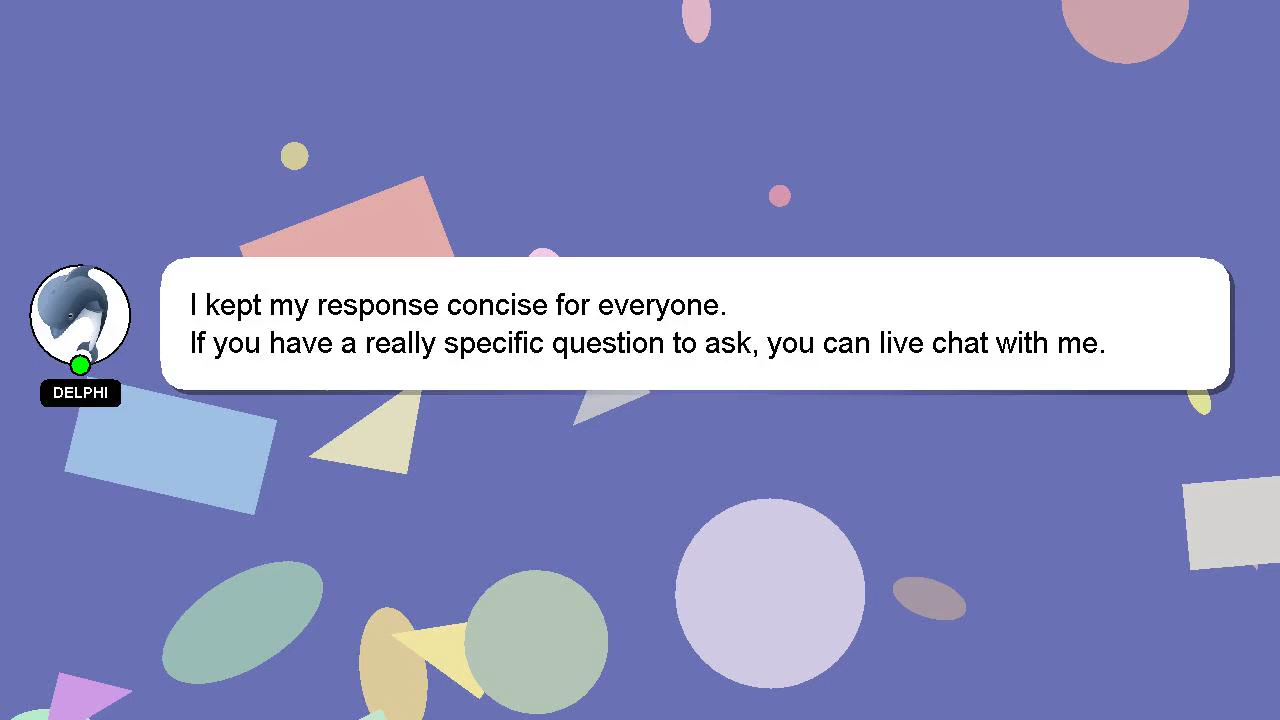 I kept my response concise for everyone.
If you have a really specific question to ask, you can live chat with me.
DELPHI